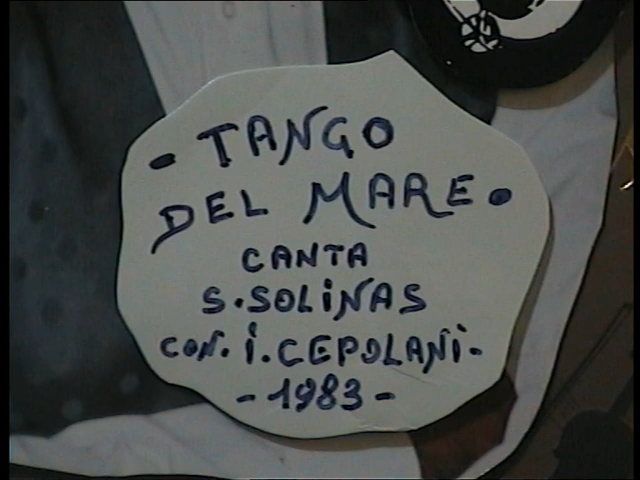 • TANGO
DEL MARE •
CANTA
S. SOLINAS
CON. I. CEPOLANI -
- 1983 -